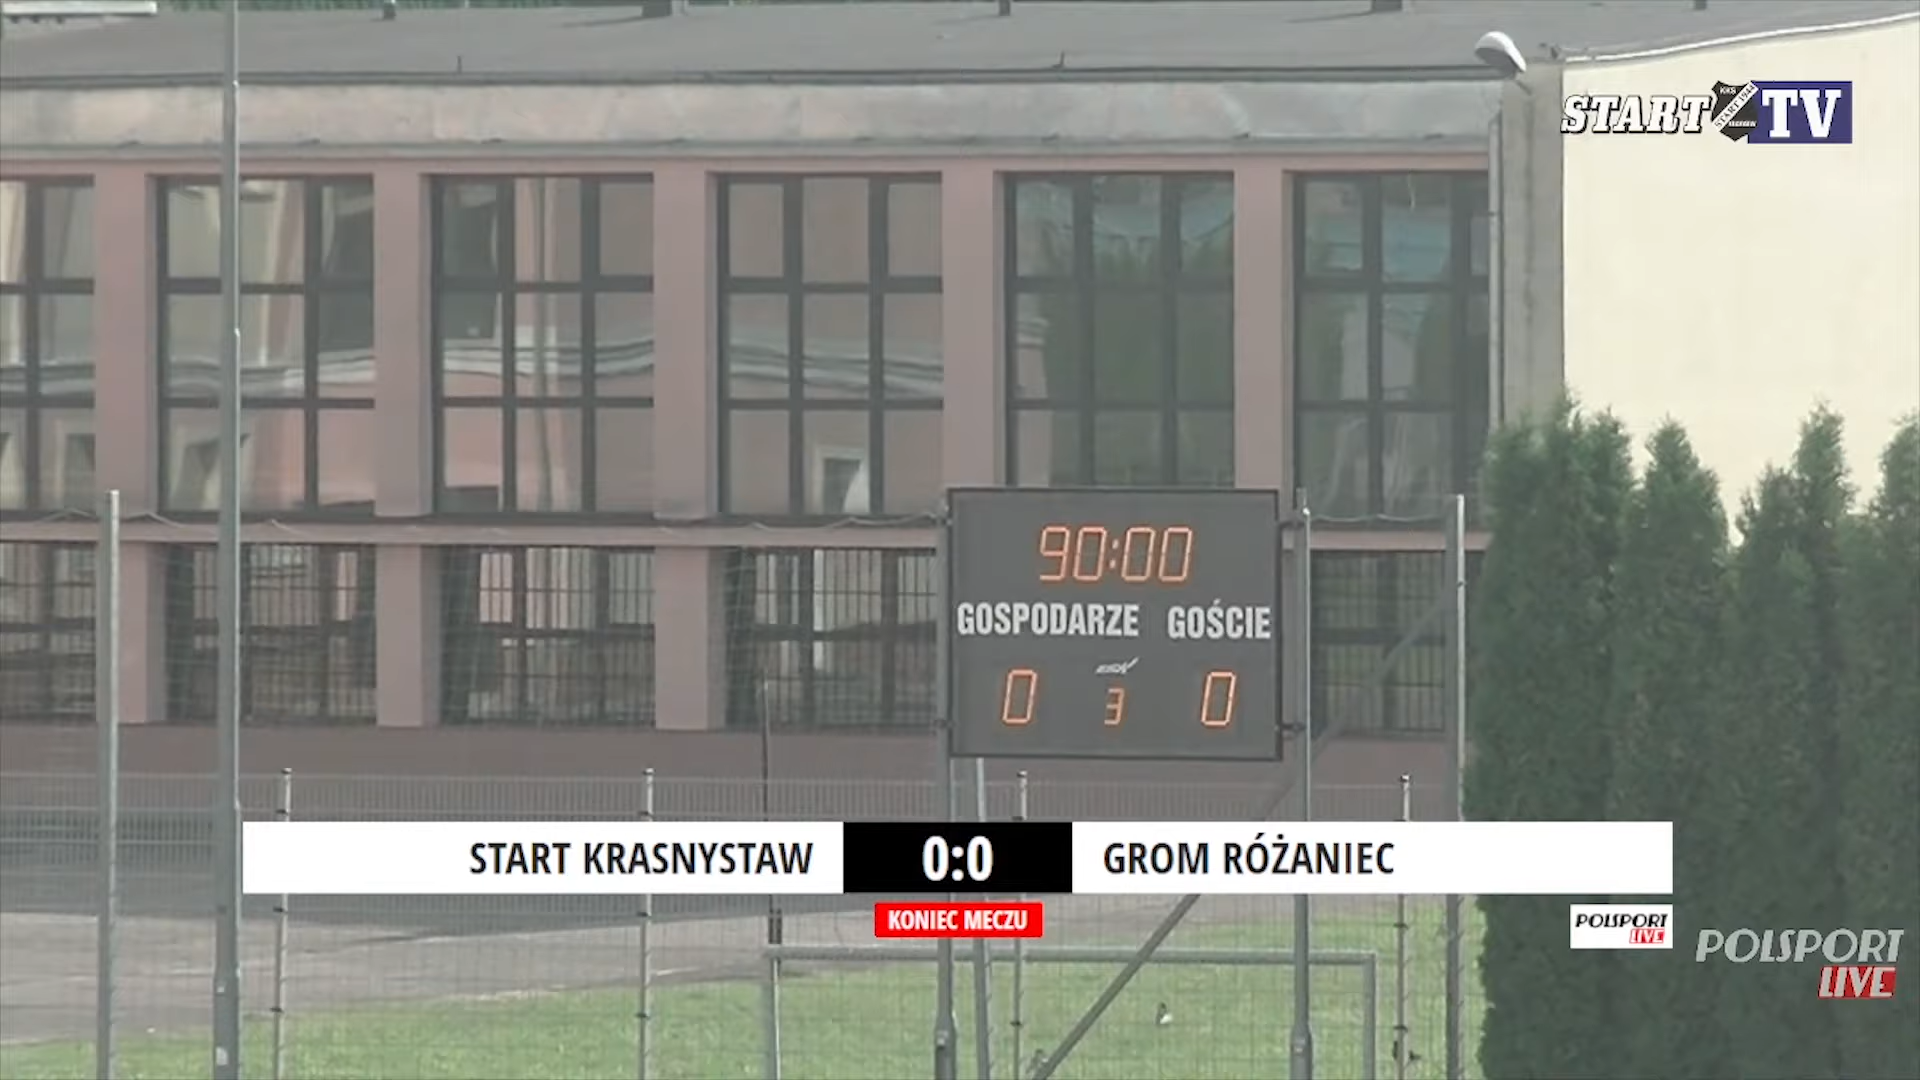 START TV
90:00
GOSPODARZE GOŚCIE
0 3 0
START KRASNYSTAW 0:0 GROM RÓŻANIEC
KONIEC MECZU
POLSPORT
LIVE
POLSPORT
LIVE